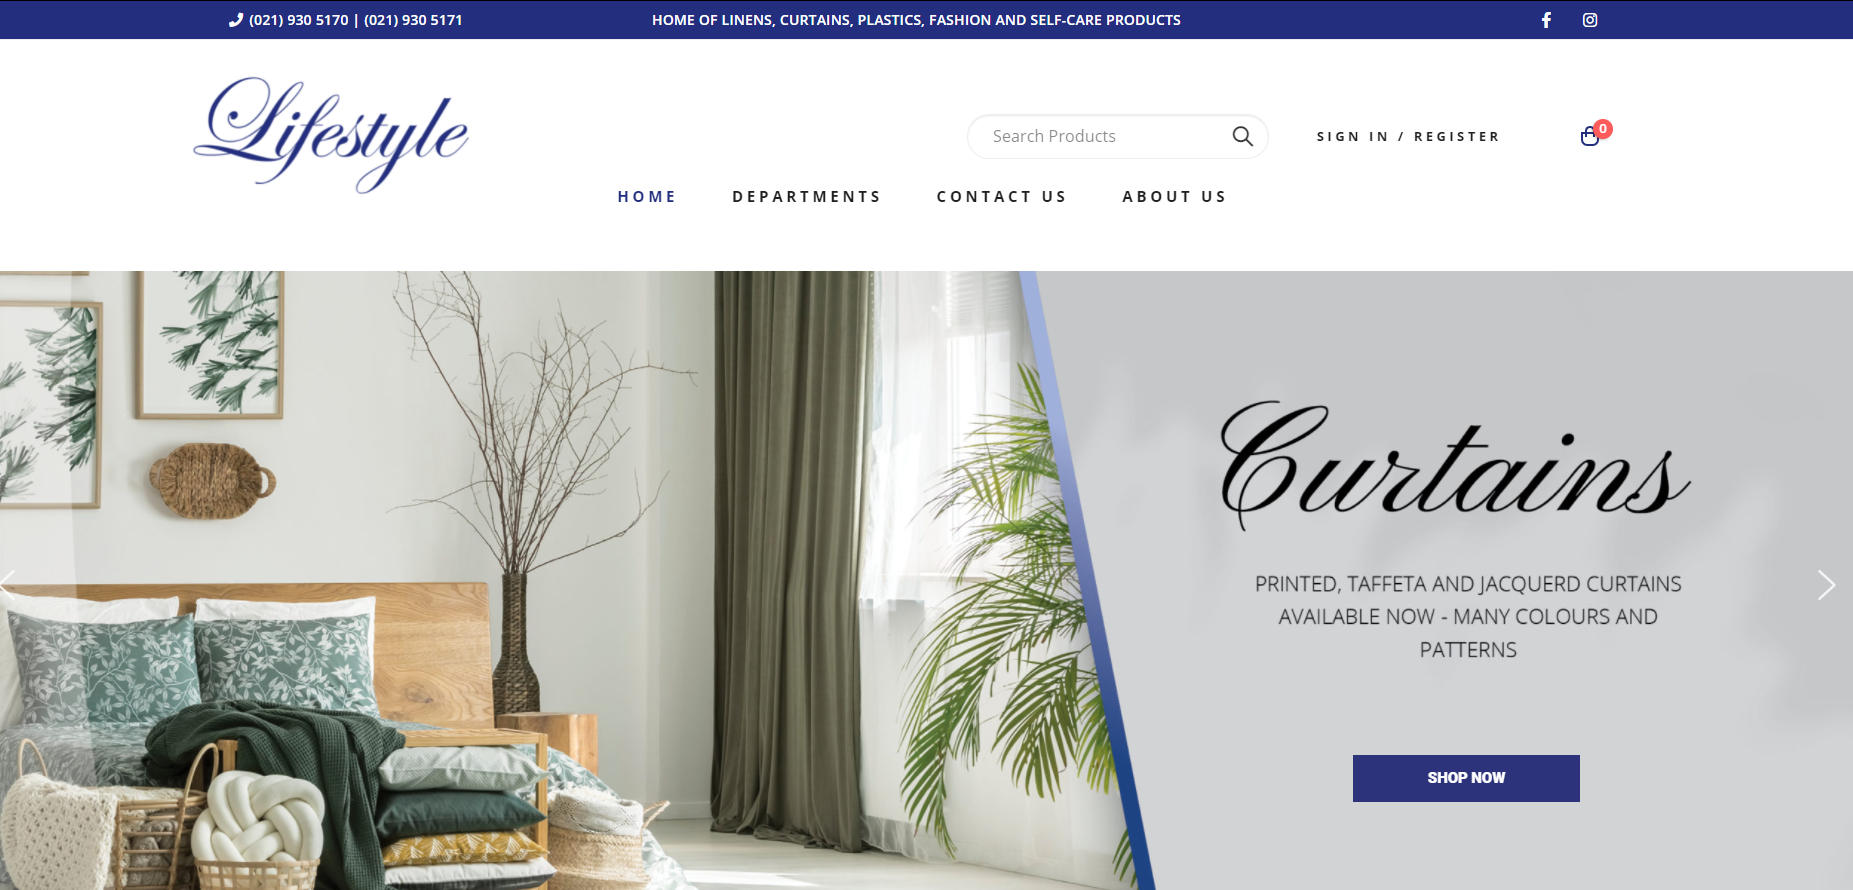 (021) 930 5170 | (021) 930 5171
HOME OF LINENS, CURTAINS, PLASTICS, FASHION AND SELF-CARE PRODUCTS
Lifestyle
Search Products
SIGN IN / REGISTER
0
HOME
DEPARTMENTS
CONTACT US
ABOUT US
Curtains
PRINTED, TAFFETA AND JACQUERD CURTAINS
AVAILABLE NOW - MANY COLOURS AND
PATTERNS
SHOP NOW